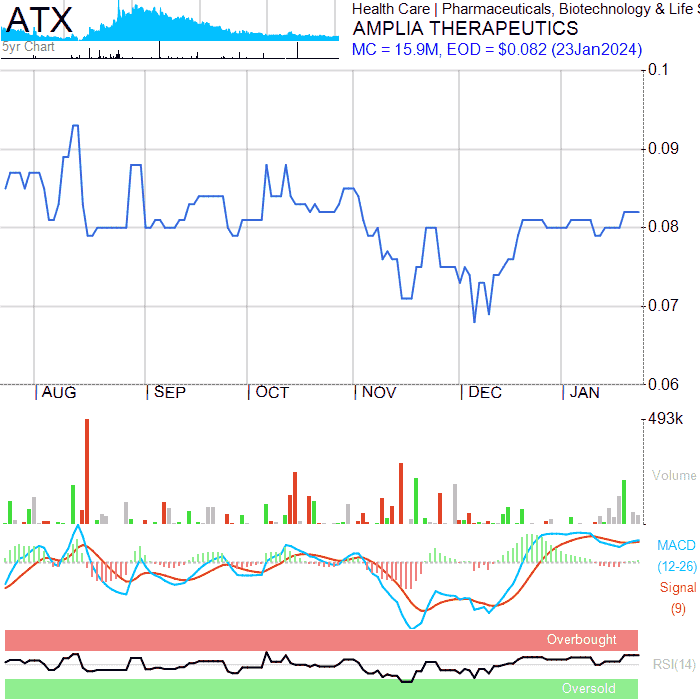 ATX
5yr Chart
Health Care | Pharmaceuticals, Biotechnology & Life S
AMPLIA THERAPEUTICS
MC = 15.9M, EOD = $0.082 (23Jan2024)
0.1
0.09
0.08
0.07
0.06
|AUG |SEP |OCT |NOV |DEC |JAN
493k
Volume
MACD
(12-26)
Signal
(9)
Overbought
RSI(14)
Oversold